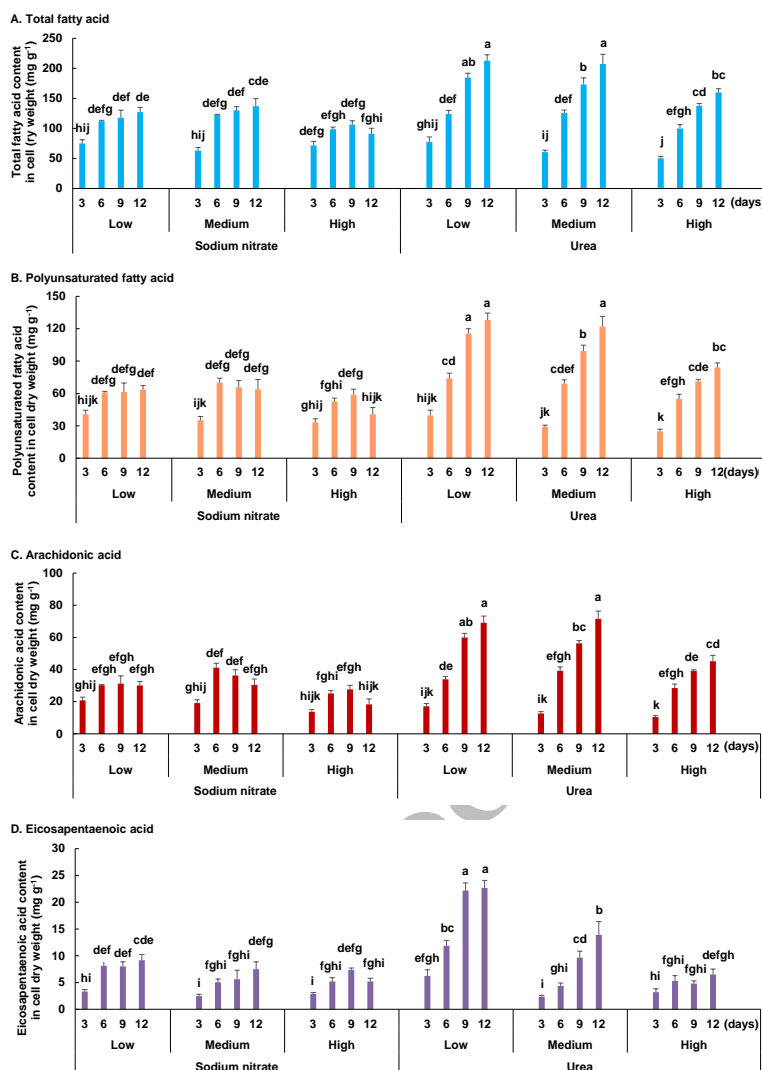 A. Total fatty acid
Total fatty acid content
in cell (ry weight (mg g⁻¹)
250
200
150
100
50
0
hij defg def de
hij defg def cde
defg efgh defg fghi
ghij def ab a
ij def b a
j efgh cd bc
3 6 9 12 3 6 9 12 3 6 9 12 3 6 9 12 3 6 9 12 3 6 9 12 (days)
Low Medium High Low Medium High
Sodium nitrate Urea
B. Polyunsaturated fatty acid
Polyunsaturated fatty acid
content in cell dry weight (mg g⁻¹)
150
120
90
60
30
0
hijk defg defg def
ijk defg defg defg
ghij fghi defg hijk
hijk cd a a
jk cdef b a
k efgh cde bc
3 6 9 12 3 6 9 12 3 6 9 12 3 6 9 12 3 6 9 12 3 6 9 12 (days)
Low Medium High Low Medium High
Sodium nitrate Urea
C. Arachidonic acid
Arachidonic acid content
in cell dry weight (mg g⁻¹)
100
80
60
40
20
0
ghij efgh efgh efgh
ghij def def efgh
hijk fghi efgh hijk
ijk de ab a
ik efgh bc a
k efgh de cd
3 6 9 12 3 6 9 12 3 6 9 12 3 6 9 12 3 6 9 12 3 6 9 12 (days)
Low Medium High Low Medium High
Sodium nitrate Urea
D. Eicosapentaenoic acid
Eicosapentaenoic acid content
in cell dry weight (mg g⁻¹)
30
25
20
15
10
5
0
hi def def cde
i fghi fghi defg
i fghi defg fghi
efgh bc a a
i ghi cd b
hi fghi fghi defgh
3 6 9 12 3 6 9 12 3 6 9 12 3 6 9 12 3 6 9 12 3 6 9 12 (days)
Low Medium High Low Medium High
Sodium nitrate Urea